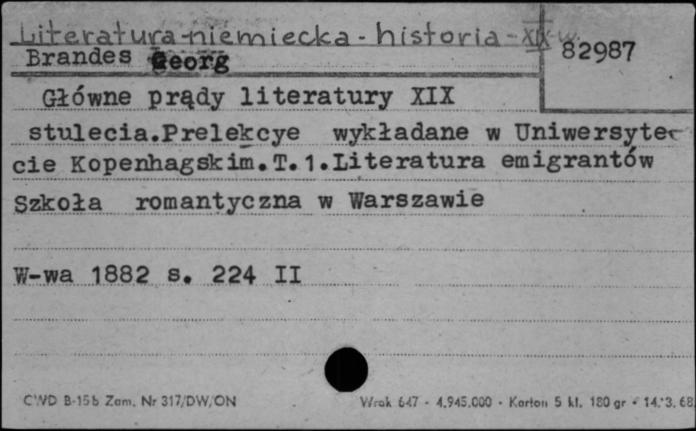 Literatura-niemiecka - historia - XIX w.
82987
Brandes Georg
Główne prądy literatury XIX
stulecia.Prelekcye wykładane w Uniwersyte-
cie Kopenhagskim.T.1.Literatura emigrantów
Szkoła romantyczna w Warszawie
W-wa 1882 s. 224 II
CWD B-15b Zam. Nr 317/DW/ON
Wrak 647 - 4.945.000 - Karton 5 kl. 180 gr - 14.3.68